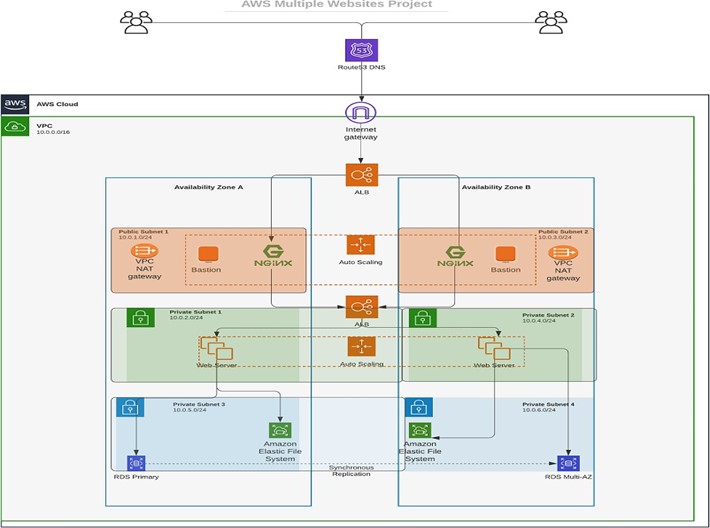 AWS Multiple Websites Project
53
Route53 DNS
aws
AWS Cloud
VPC
10.0.0.0/16
Internet
gateway
ALB
Availability Zone A
Availability Zone B
Public Subnet 1
10.0.1.0/24
VPC
NAT
gateway
Bastion
G
NGINX
Auto Scaling
G
NGINX
Bastion
Public Subnet 2
10.0.3.0/24
VPC
NAT
gateway
ALB
Private Subnet 1
10.0.2.0/24
Private Subnet 2
10.0.4.0/24
Web Server
Auto Scaling
Web Server
Private Subnet 3
10.0.5.0/24
Private Subnet 4
10.0.6.0/24
Amazon
Elastic File
System
Amazon
Elastic File
System
Synchronous
Replication
RDS Primary
RDS Multi-AZ